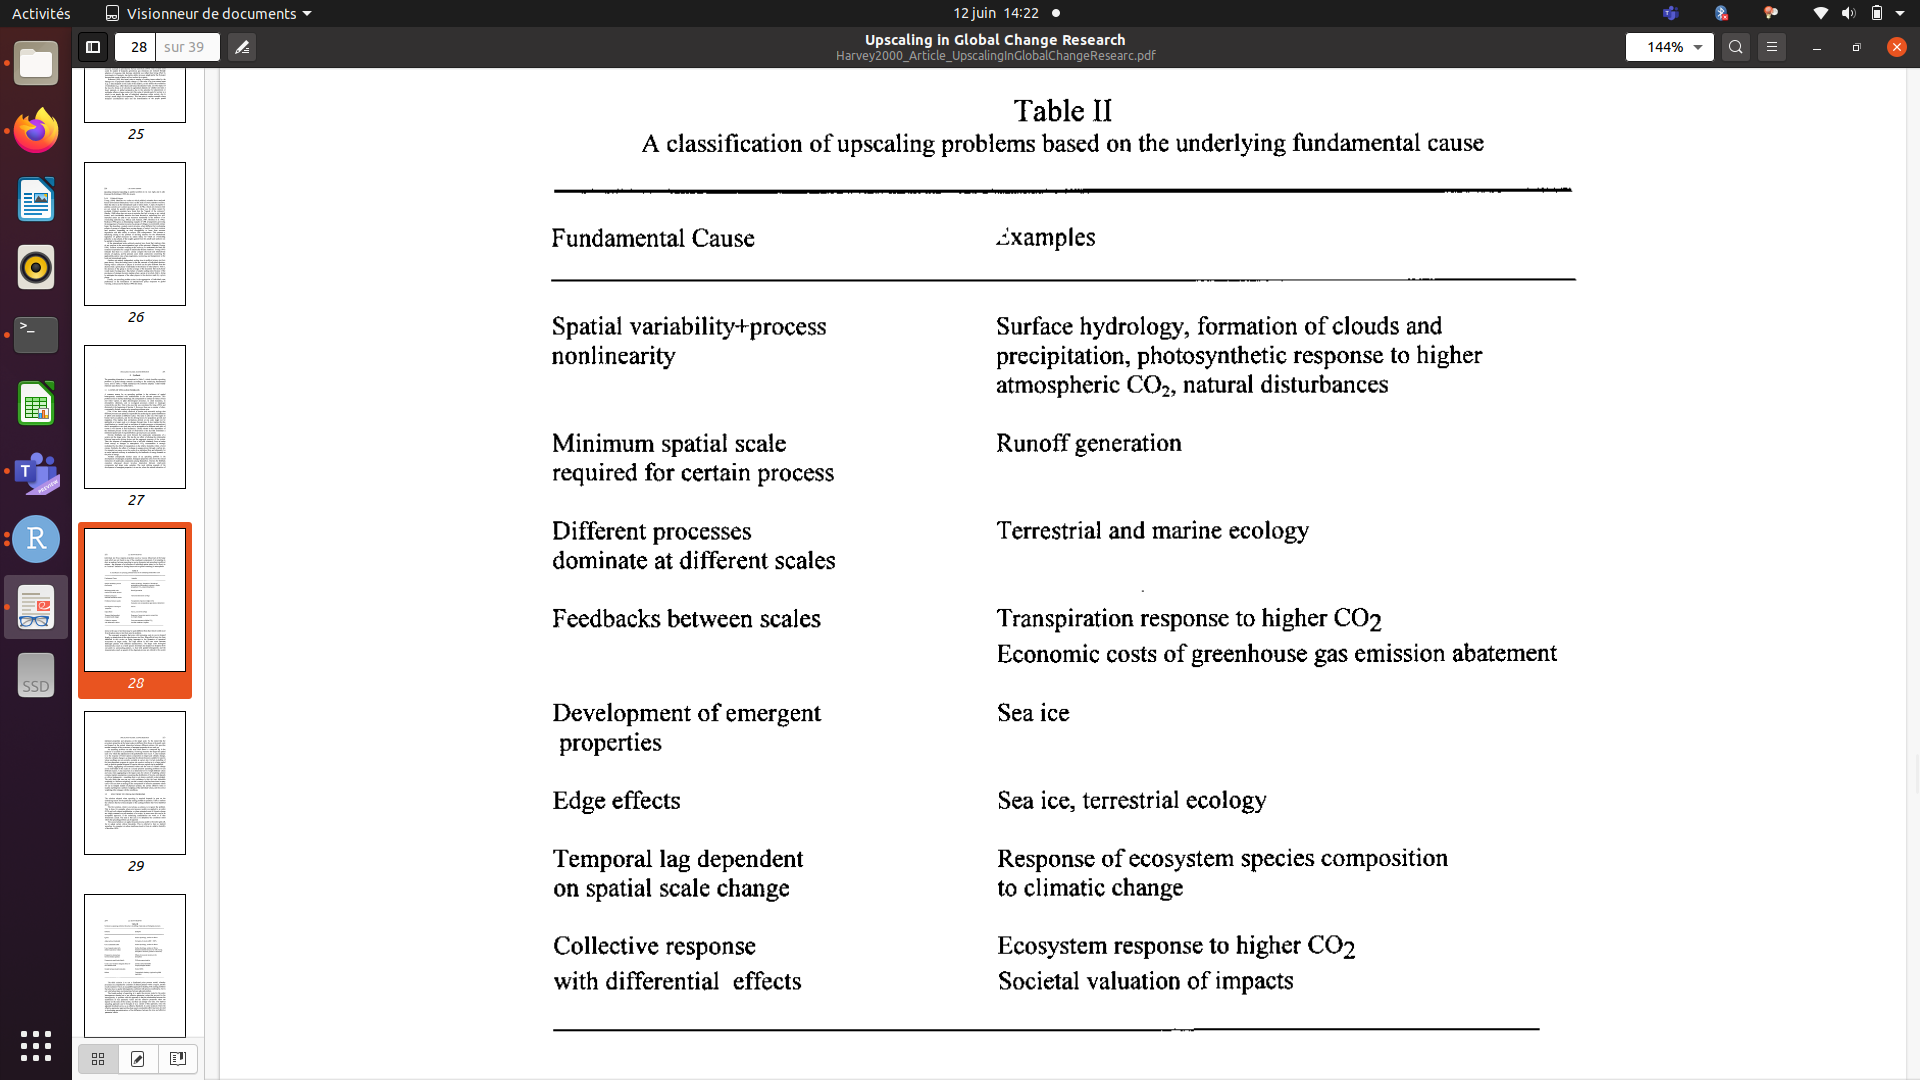 Activités
Visionneur de documents
12 juin 14:22
28 sur 39
Upscaling in Global Change Research
Harvey2000_Article_UpscalingInGlobalChangeResearc.pdf
144%
25
26
27
28
29
>_
T
PREVIEW
R
SSD
Table II
A classification of upscaling problems based on the underlying fundamental cause
Fundamental Cause
Examples
Spatial variability+process
nonlinearity
Surface hydrology, formation of clouds and
precipitation, photosynthetic response to higher
atmospheric CO₂, natural disturbances
Minimum spatial scale
required for certain process
Runoff generation
Different processes
dominate at different scales
Terrestrial and marine ecology
Feedbacks between scales
Transpiration response to higher CO₂
Economic costs of greenhouse gas emission abatement
Development of emergent
properties
Sea ice
Edge effects
Sea ice, terrestrial ecology
Temporal lag dependent
on spatial scale change
Response of ecosystem species composition
to climatic change
Collective response
with differential effects
Ecosystem response to higher CO₂
Societal valuation of impacts